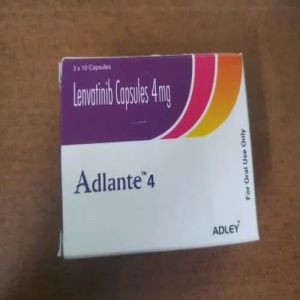 3 x 10 Capsules
Lenvatinib Capsules 4 mg
Adlante™ 4
For Oral Use Only
ADLEY